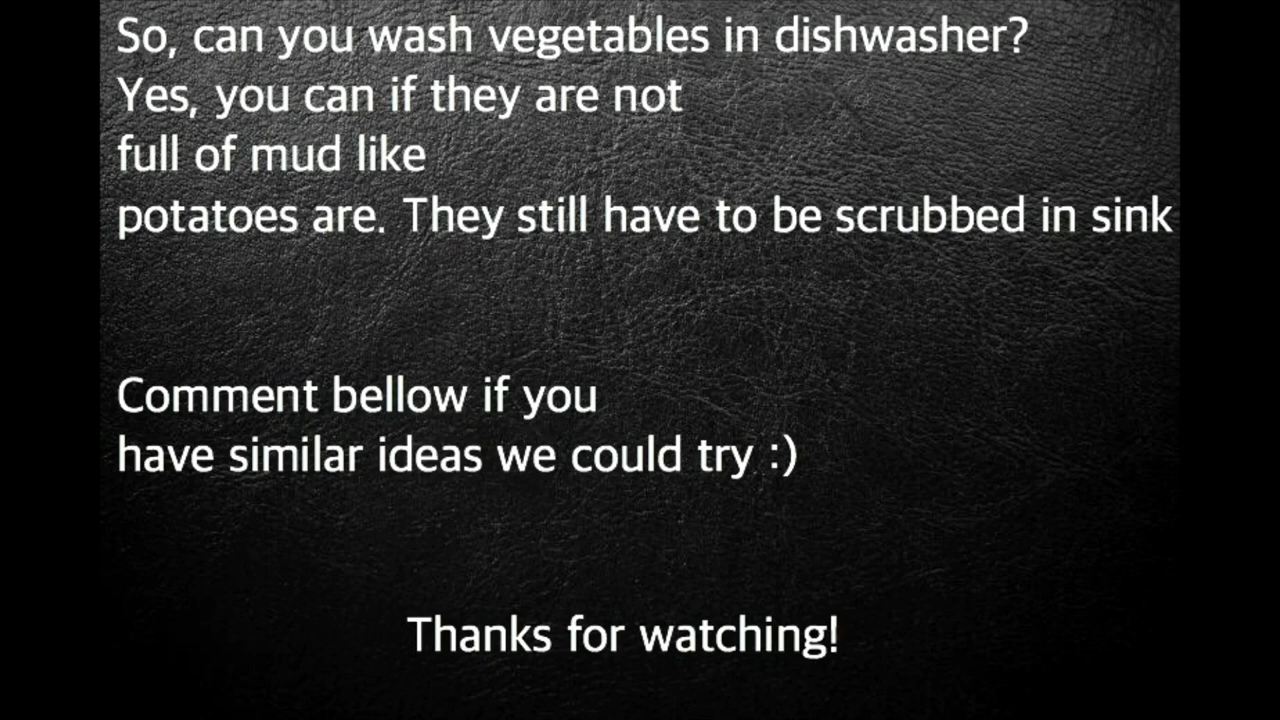 So, can you wash vegetables in dishwasher?
Yes, you can if they are not
full of mud like
potatoes are. They still have to be scrubbed in sink
Comment bellow if you
have similar ideas we could try :)
Thanks for watching!